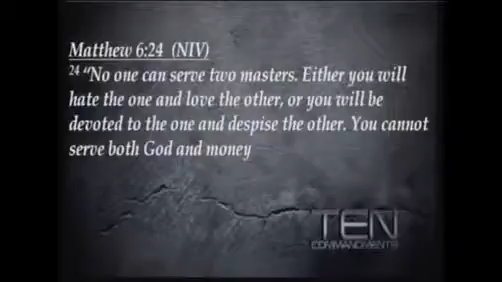 Matthew 6:24 (NIV)
24 “No one can serve two masters. Either you will
hate the one and love the other, or you will be
devoted to the one and despise the other. You cannot
serve both God and money
TEN
COMMANDMENTS